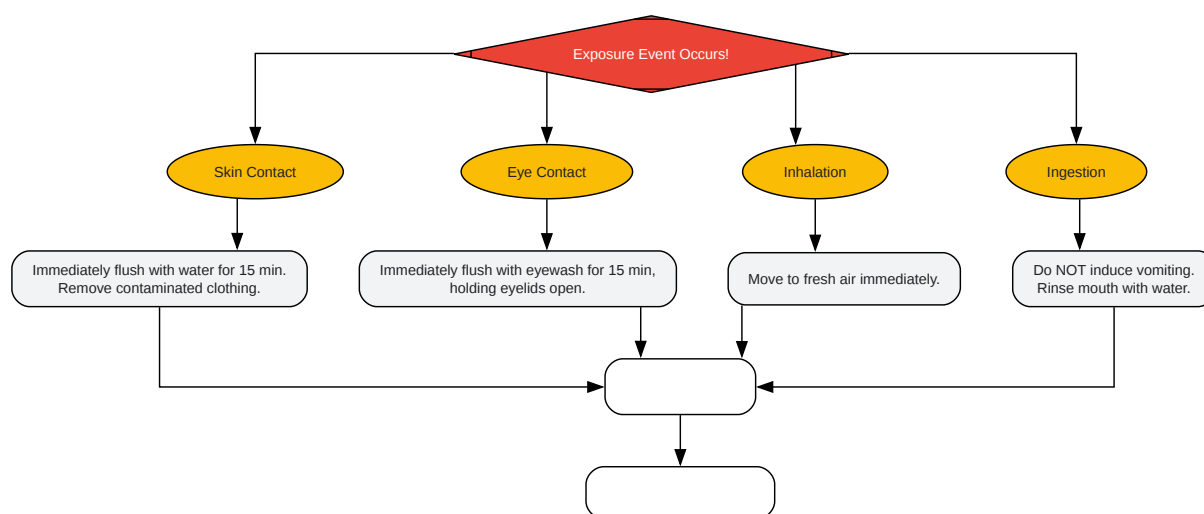 Exposure Event Occurs!
Skin Contact
Eye Contact
Inhalation
Ingestion
Immediately flush with water for 15 min.
Remove contaminated clothing.
Immediately flush with eyewash for 15 min,
holding eyelids open.
Move to fresh air immediately.
Do NOT induce vomiting.
Rinse mouth with water.